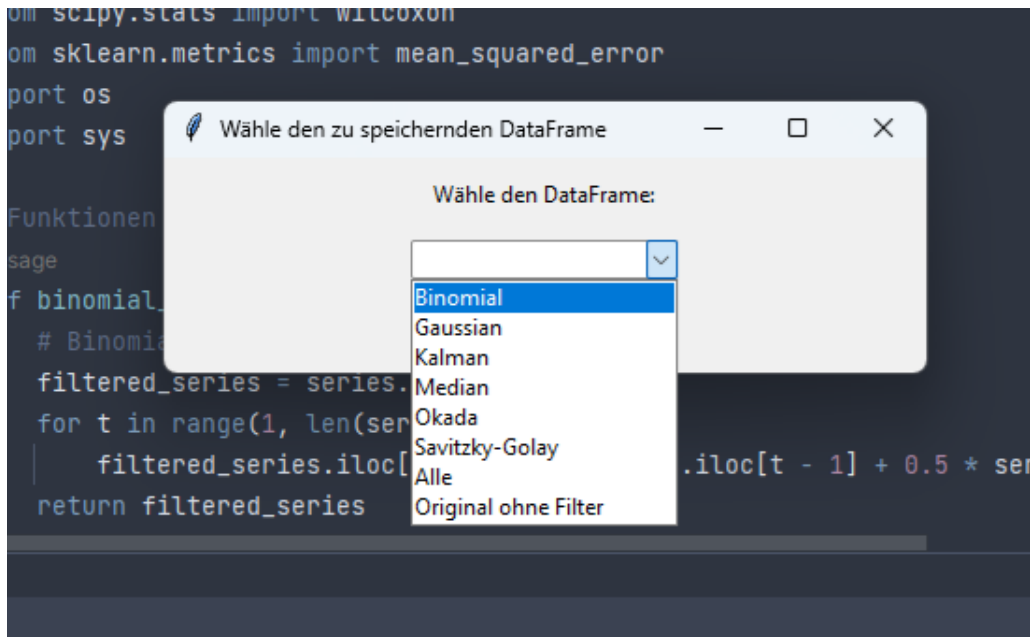 om scipy.stats import wilcoxon
om sklearn.metrics import mean_squared_error
port os
port sys
Wähle den zu speichernden DataFrame
Wähle den DataFrame:
Funktionen
sage
f binomial_
# Binomia
filtered_series = series.
for t in range(1, len(ser
filtered_series.iloc[ .iloc[t - 1] + 0.5 * ser
return filtered_series
Binomial
Gaussian
Kalman
Median
Okada
Savitzky-Golay
Alle
Original ohne Filter